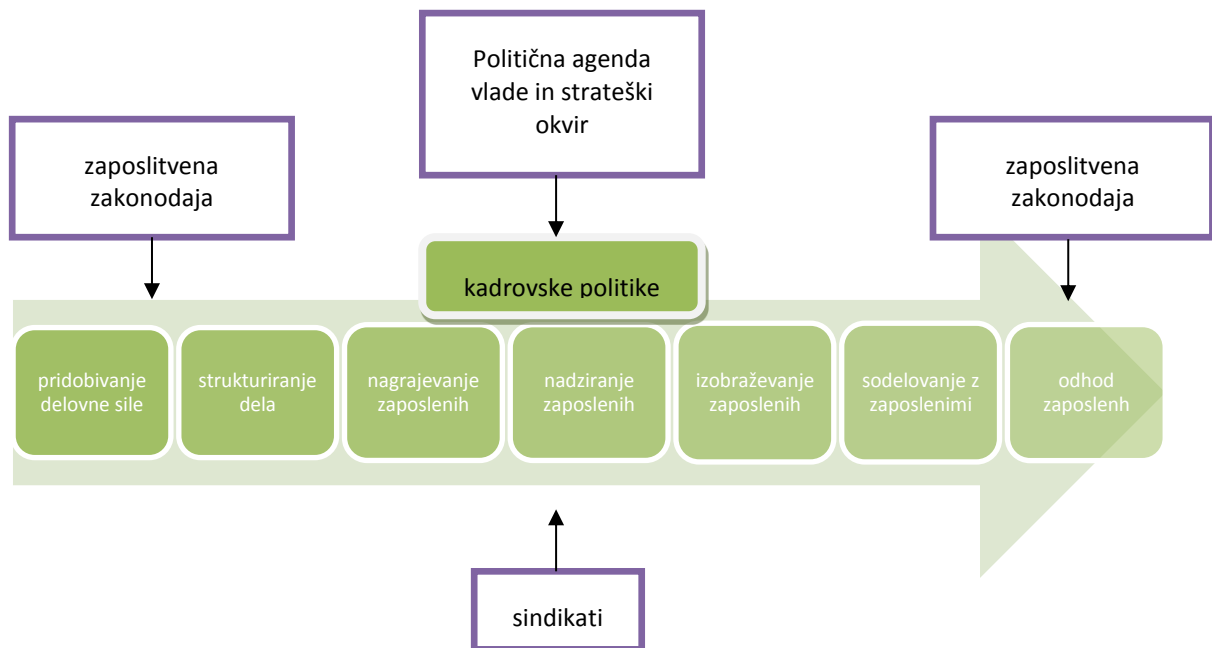 Politična agenda
vlade in strateški
okvir
zaposlitvena
zakonodaja
zaposlitvena
zakonodaja
kadrovske politike
pridobivanje
delovne sile
strukturiranje
dela
nagrajevanje
zaposlenih
nadziranje
zaposlenih
izobraževanje
zaposlenih
sodelovanje z
zaposlenimi
odhod
zaposlenh
sindikati